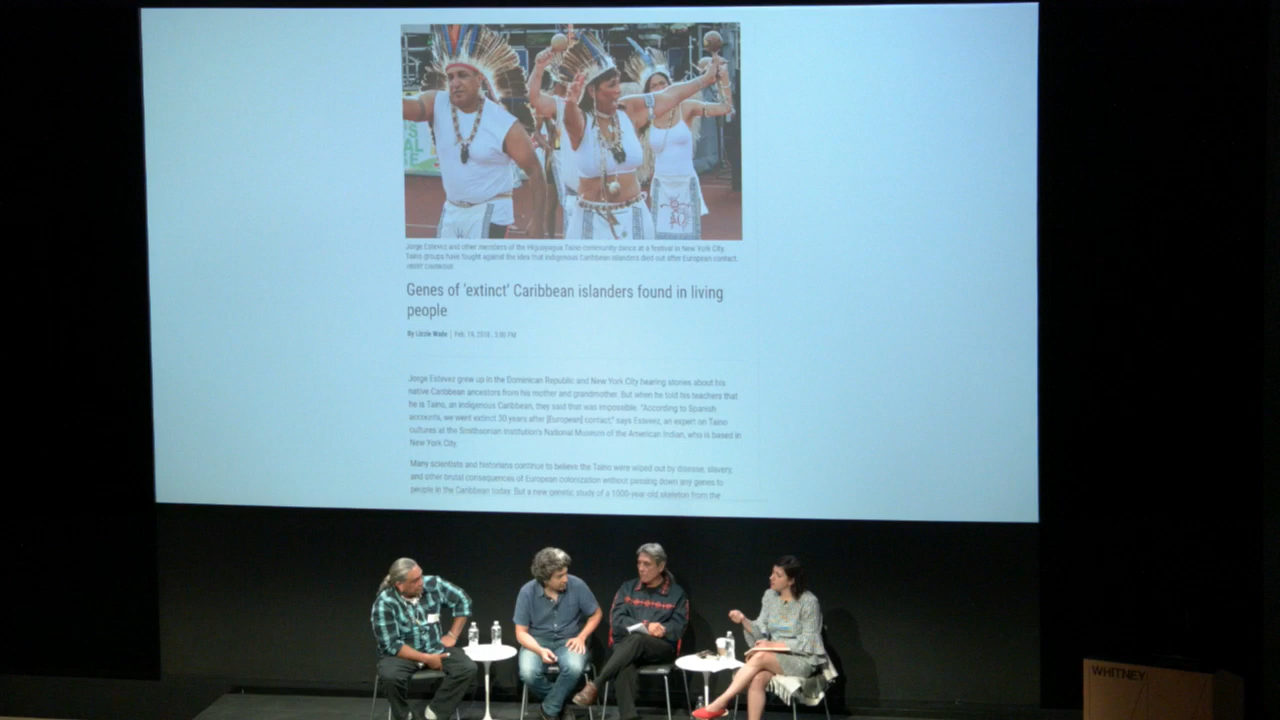 SALE
Jorge Estevez and other members of the Higuayagua Taino community dance at a festival in New York City.
Taino groups have fought against the idea that indigenous Caribbean islanders died out after European contact.
Genes of 'extinct' Caribbean islanders found in living
people
By Lizzie Wade | Feb. 19, 2018 , 3:00 PM
Jorge Estevez grew up in the Dominican Republic and New York City hearing stories about his
native Caribbean ancestors from his mother and grandmother. But when he told his teachers that
he is Taino, an indigenous Caribbean, they said that was impossible. "According to Spanish
accounts, we went extinct 30 years after [European] contact," says Estevez, an expert on Taino
cultures at the Smithsonian Institution's National Museum of the American Indian, who is based in
New York City.
Many scientists and historians continue to believe the Taino were wiped out by disease, slavery,
and other brutal consequences of European colonization without passing down any genes to
people in the Caribbean today. But a new genetic study of a 1000-year-old skeleton from the
WHITNEY